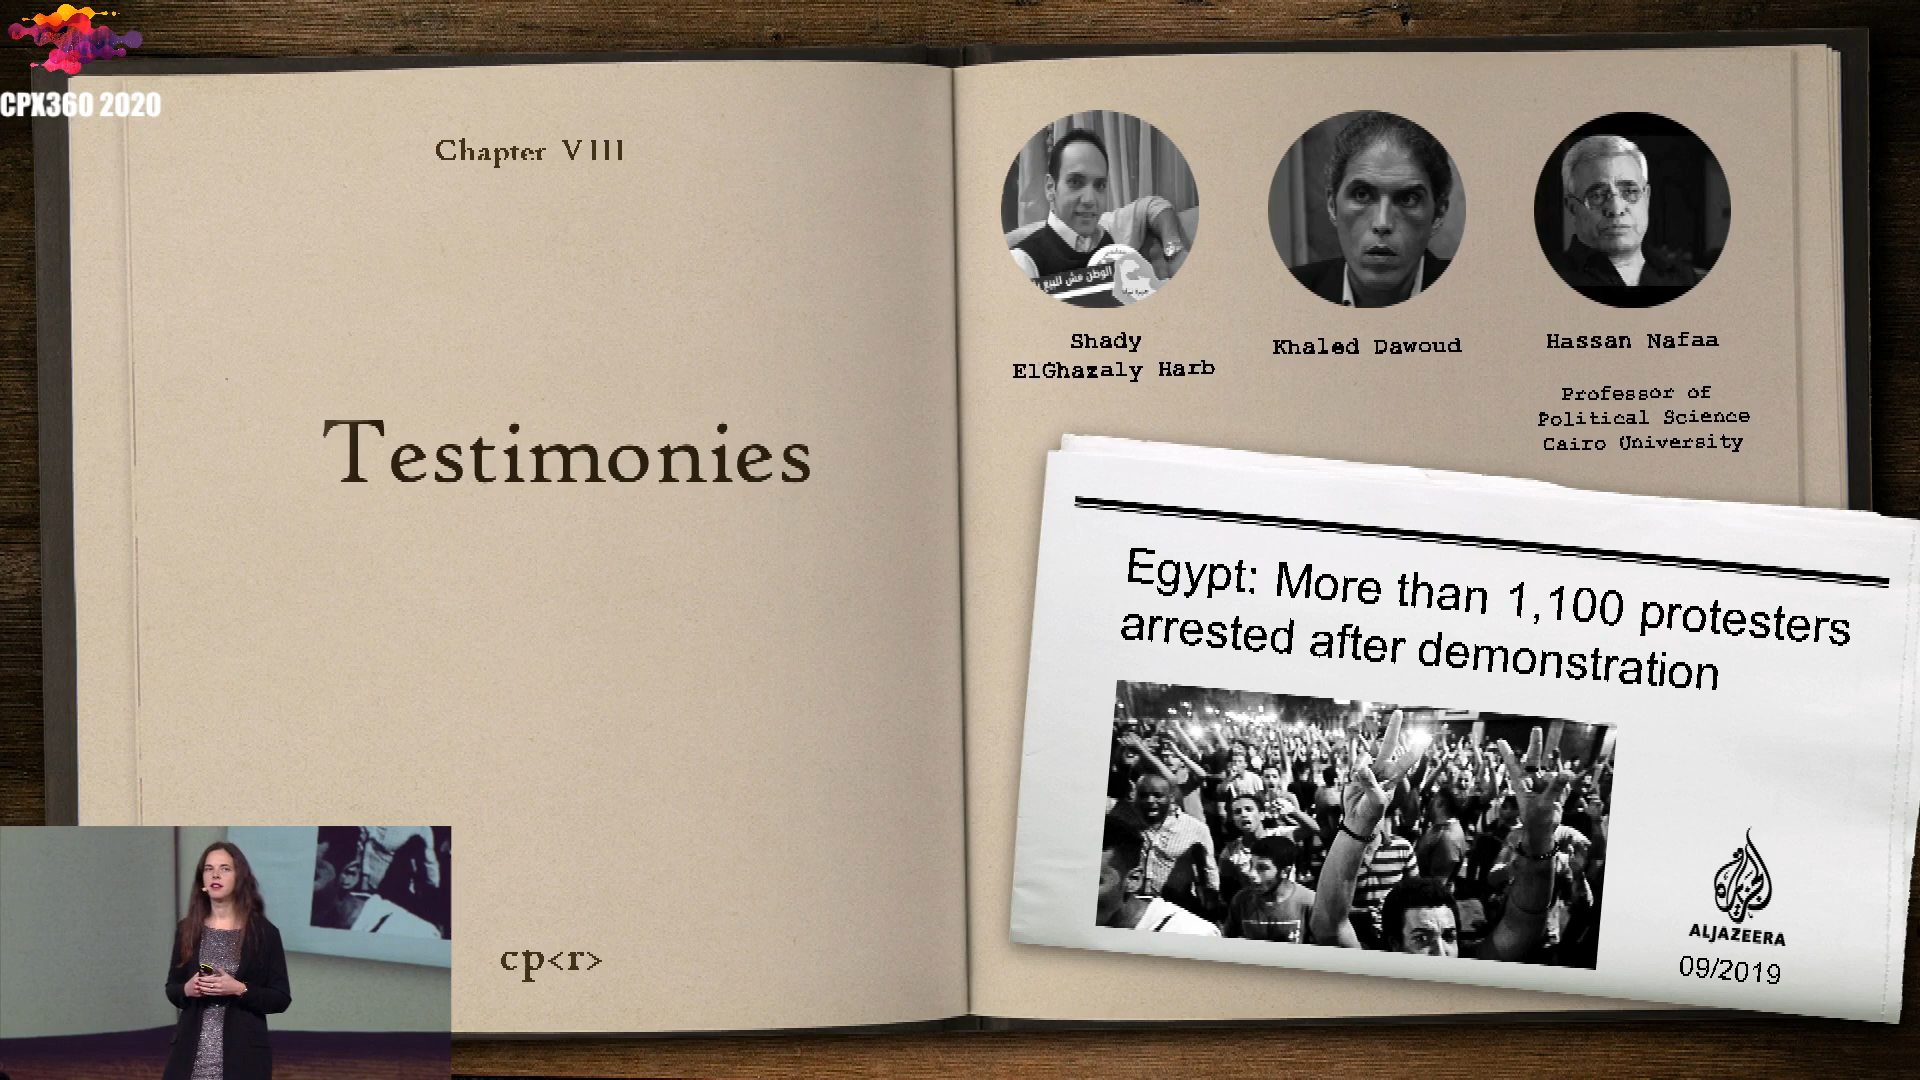 CPX360 2020
Chapter VIII
Testimonies
cp<r>
الوطن مش للبيع
Shady
ElGhazaly Harb
Khaled Dawoud
Hassan Nafaa
Professor of
Political Science
Cairo University
Egypt: More than 1,100 protesters
arrested after demonstration
الجزيرة
ALJAZEERA
09/2019